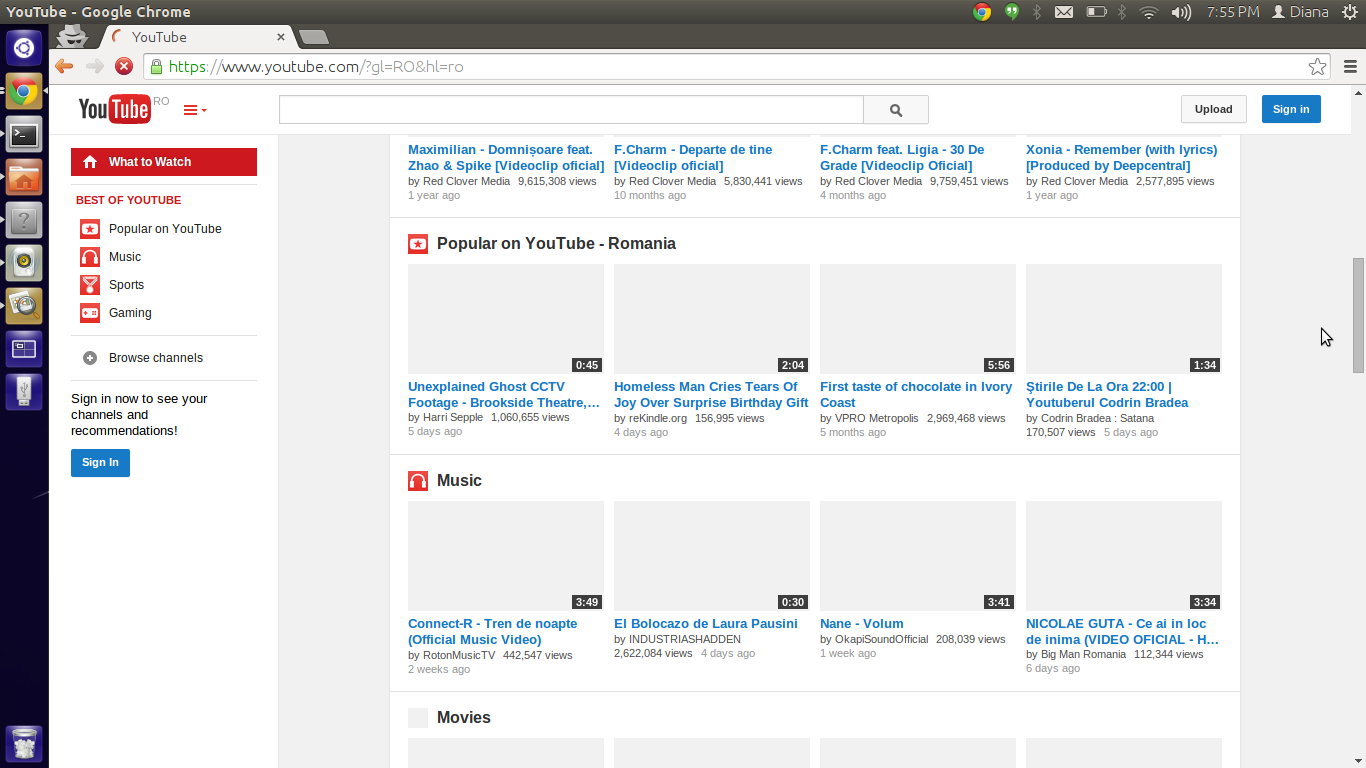 YouTube - Google Chrome
7:55 PM
Diana
YouTube
https://www.youtube.com/?gl=RO&hl=ro
YouTube RO
Upload
Sign in
What to Watch
BEST OF YOUTUBE
Popular on YouTube
Music
Sports
Gaming
Browse channels
Sign in now to see your
channels and
recommendations!
Sign In
Maximilian - Domnișoare feat.
Zhao & Spike [Videoclip oficial]
by Red Clover Media 9,615,308 views
1 year ago
F.Charm - Departe de tine
[Videoclip oficial]
by Red Clover Media 5,830,441 views
10 months ago
F.Charm feat. Ligia - 30 De
Grade [Videoclip Oficial]
by Red Clover Media 9,759,451 views
4 months ago
Xonia - Remember (with lyrics)
[Produced by Deepcentral]
by Red Clover Media 2,577,895 views
1 year ago
Popular on YouTube - Romania
0:45
Unexplained Ghost CCTV
Footage - Brookside Theatre,…
by Harri Sepple 1,060,655 views
5 days ago
2:04
Homeless Man Cries Tears Of
Joy Over Surprise Birthday Gift
by reKindle.org 156,995 views
4 days ago
5:56
First taste of chocolate in Ivory
Coast
by VPRO Metropolis 2,969,468 views
5 months ago
1:34
Ştirile De La Ora 22:00 |
Youtuberul Codrin Bradea
by Codrin Bradea : Satana
170,507 views 5 days ago
Music
3:49
Connect-R - Tren de noapte
(Official Music Video)
by RotonMusicTV 442,547 views
2 weeks ago
0:30
El Bolocazo de Laura Pausini
by INDUSTRIASHADDEN
2,622,084 views 4 days ago
3:41
Nane - Volum
by OkapiSoundOfficial 208,039 views
1 week ago
3:34
NICOLAE GUTA - Ce ai in loc
de inima (VIDEO OFICIAL - H…
by Big Man Romania 112,344 views
6 days ago
Movies